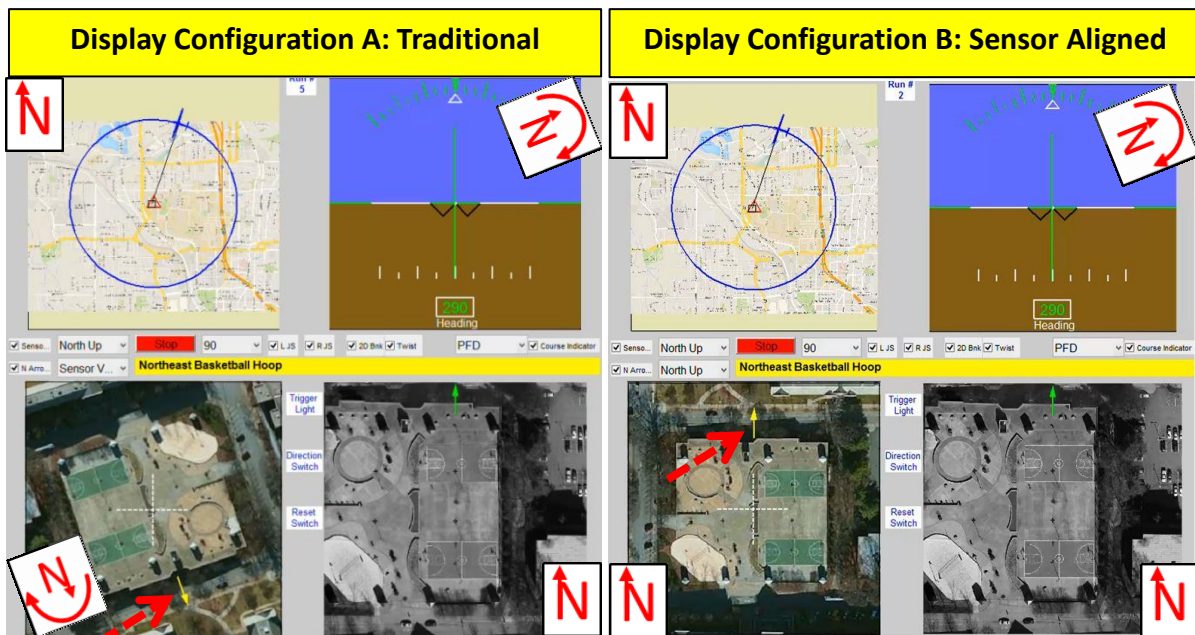 Display Configuration A: Traditional
N
Run #
5
N
290
Heading
Senso...
North Up
Stop
90
L JS
R JS
2D Bnk
Twist
PFD
Course Indicator
N Arro...
Sensor V...
Northeast Basketball Hoop
Trigger
Light
Direction
Switch
Reset
Switch
N
N
Display Configuration B: Sensor Aligned
N
Run #
2
N
290
Heading
Senso...
North Up
Stop
90
L JS
R JS
2D Bnk
Twist
PFD
Course Indicator
N Arro...
North Up
Northeast Basketball Hoop
Trigger
Light
Direction
Switch
Reset
Switch
N
N